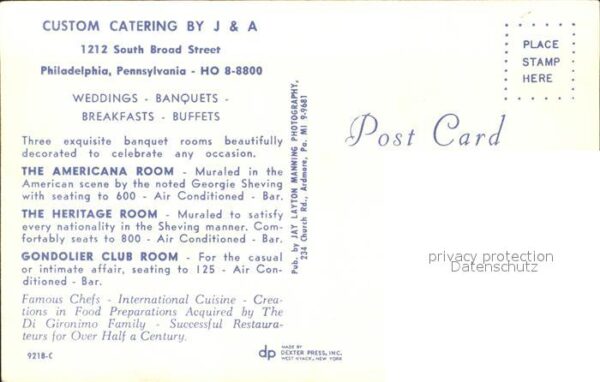 CUSTOM CATERING BY J & A
1212 South Broad Street
Philadelphia, Pennsylvania - HO 8-8800
WEDDINGS - BANQUETS -
BREAKFASTS - BUFFETS
Three exquisite banquet rooms beautifully
decorated to celebrate any occasion.
THE AMERICANA ROOM - Muraled in the
American scene by the noted Georgie Sheving
with seating to 600 - Air Conditioned - Bar.
THE HERITAGE ROOM - Muraled to satisfy
every nationality in the Sheving manner. Com-
fortably seats to 800 - Air Conditioned - Bar.
GONDOLIER CLUB ROOM - For the casual
or intimate affair, seating to 125 - Air Con-
ditioned - Bar.
Famous Chefs - International Cuisine - Crea-
tions in Food Preparations Acquired by The
Di Gironimo Family - Successful Restaura-
teurs for Over Half a Century.
9218-C
Pub. by JAY LAYTON MANNING PHOTOGRAPHY,
234 Church Rd., Ardmore, Pa. MI 9-9681
dp
MADE BY
DEXTER PRESS, INC.
WEST NYACK, NEW YORK
Post Card
PLACE
STAMP
HERE
privacy protection
Datenschutz